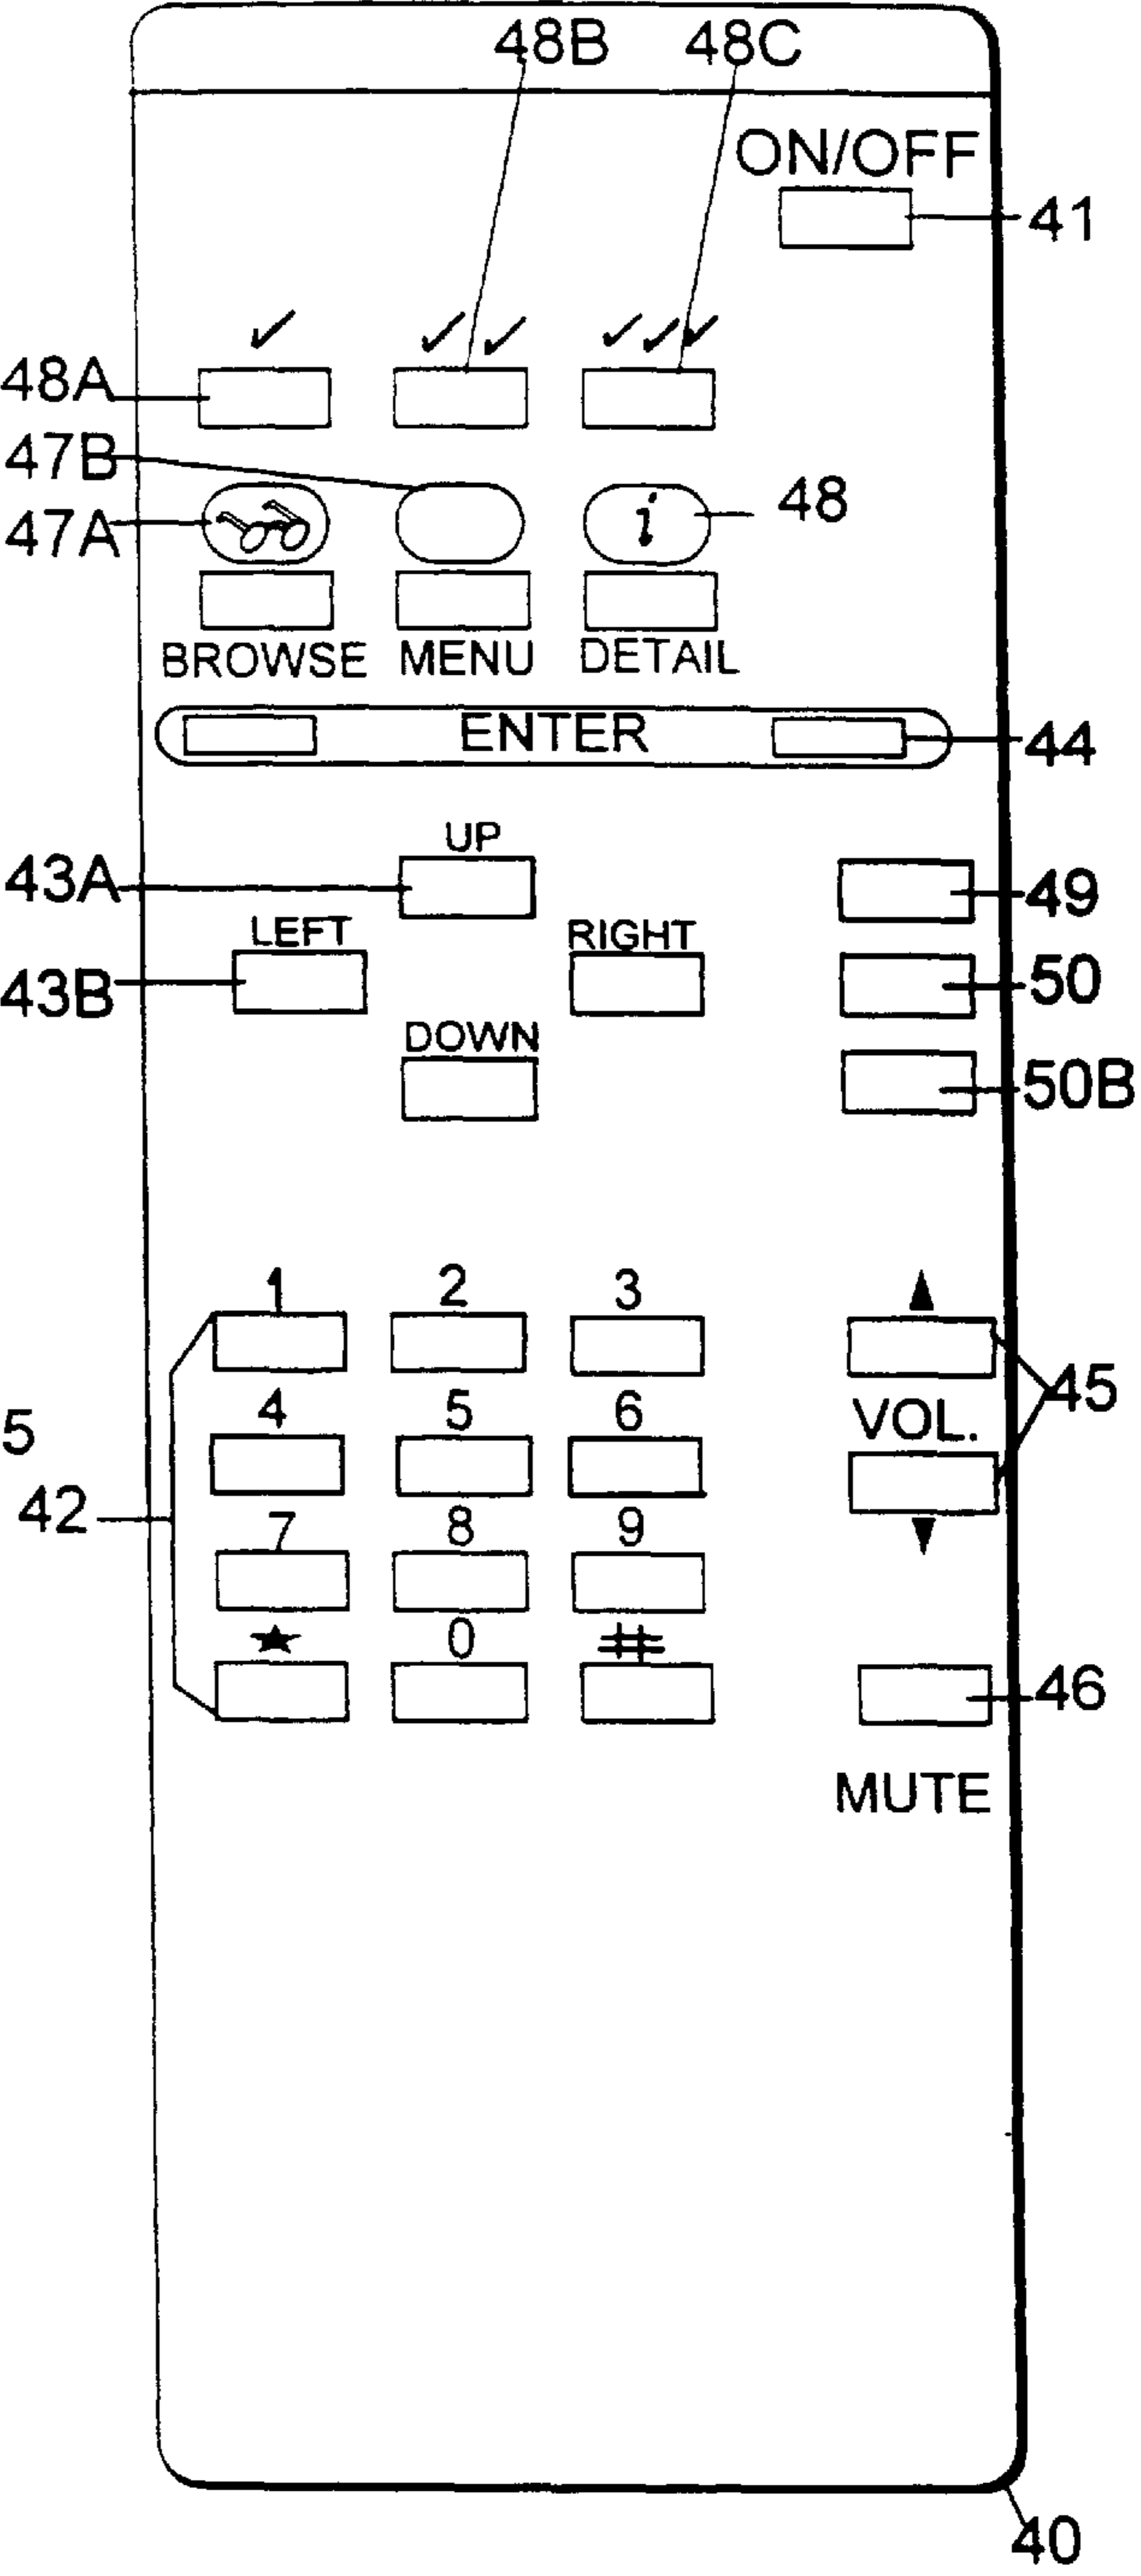 48B 48C
ON/OFF
41
✓ ✓ ✓ ✓ ✓ ✓
48A
47B
i 48
47A
BROWSE MENU DETAIL
ENTER
44
UP
43A 49
LEFT RIGHT
43B 50
DOWN
50B
1 2 3
45
4 5 6 VOL.
5
42
7 8 9
★ 0 #
46
MUTE
40